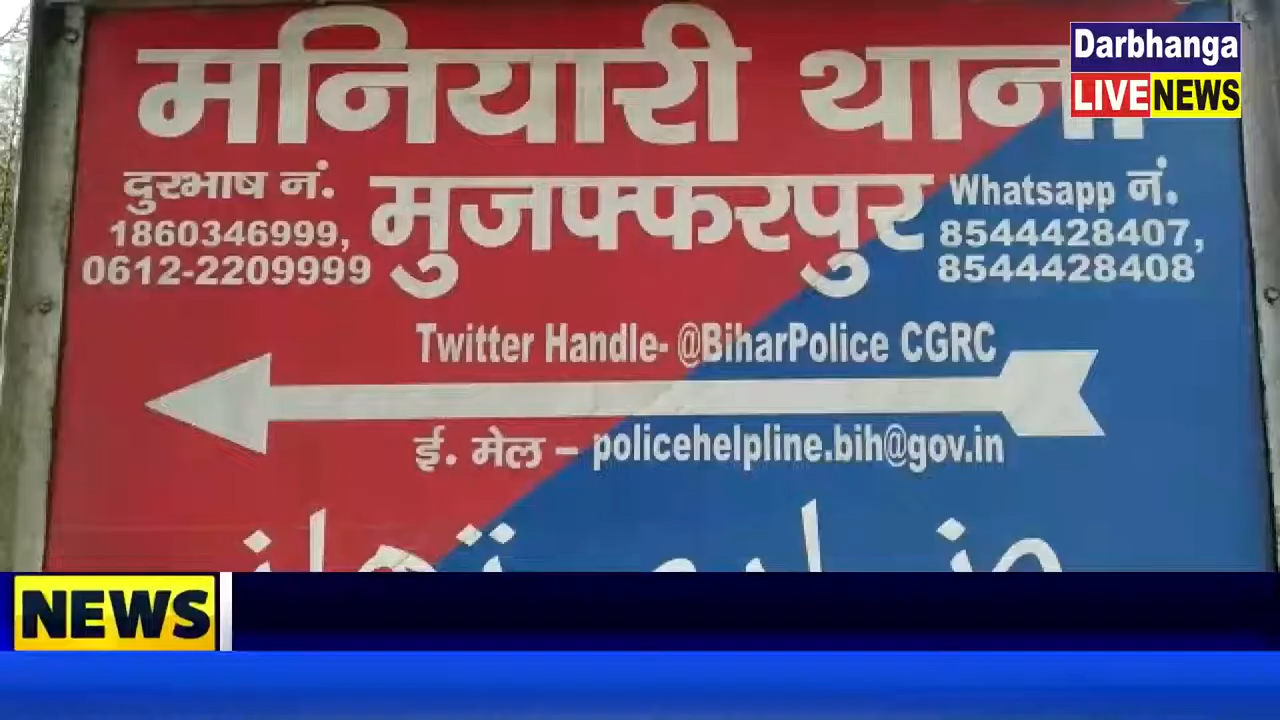 मनियारी थाना
Darbhanga
LIVE NEWS
दुरभाष नं.
1860346999,
0612-2209999
मुजफ्फरपुर
Whatsapp नं.
8544428407,
8544428408
Twitter Handle- @BiharPolice CGRC
ई. मेल – policehelpline.bih@gov.in
NEWS